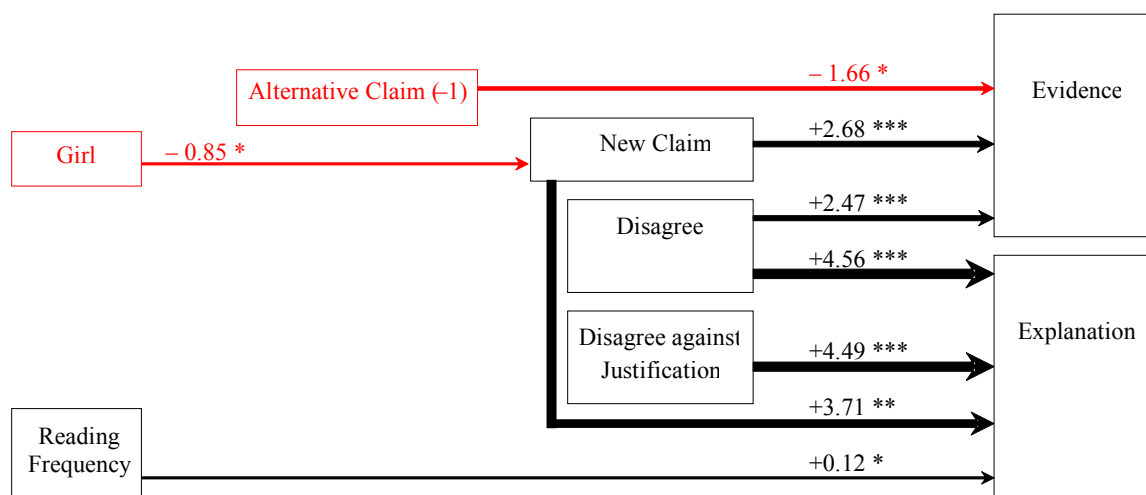 – 1.66 *
Alternative Claim (–1)
Evidence
Girl
– 0.85 *
New Claim
+2.68 ***
Disagree
+2.47 ***
+4.56 ***
Disagree against
Justification
+4.49 ***
Explanation
+3.71 **
Reading
Frequency
+0.12 *